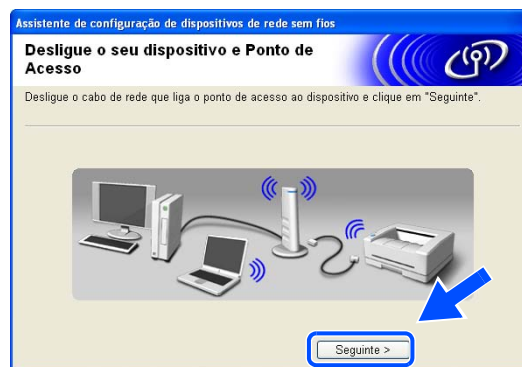 Assistente de configuração de dispositivos de rede sem fios
Desligue o seu dispositivo e Ponto de
Acesso
Desligue o cabo de rede que liga o ponto de acesso ao dispositivo e clique em "Seguinte".
Seguinte >